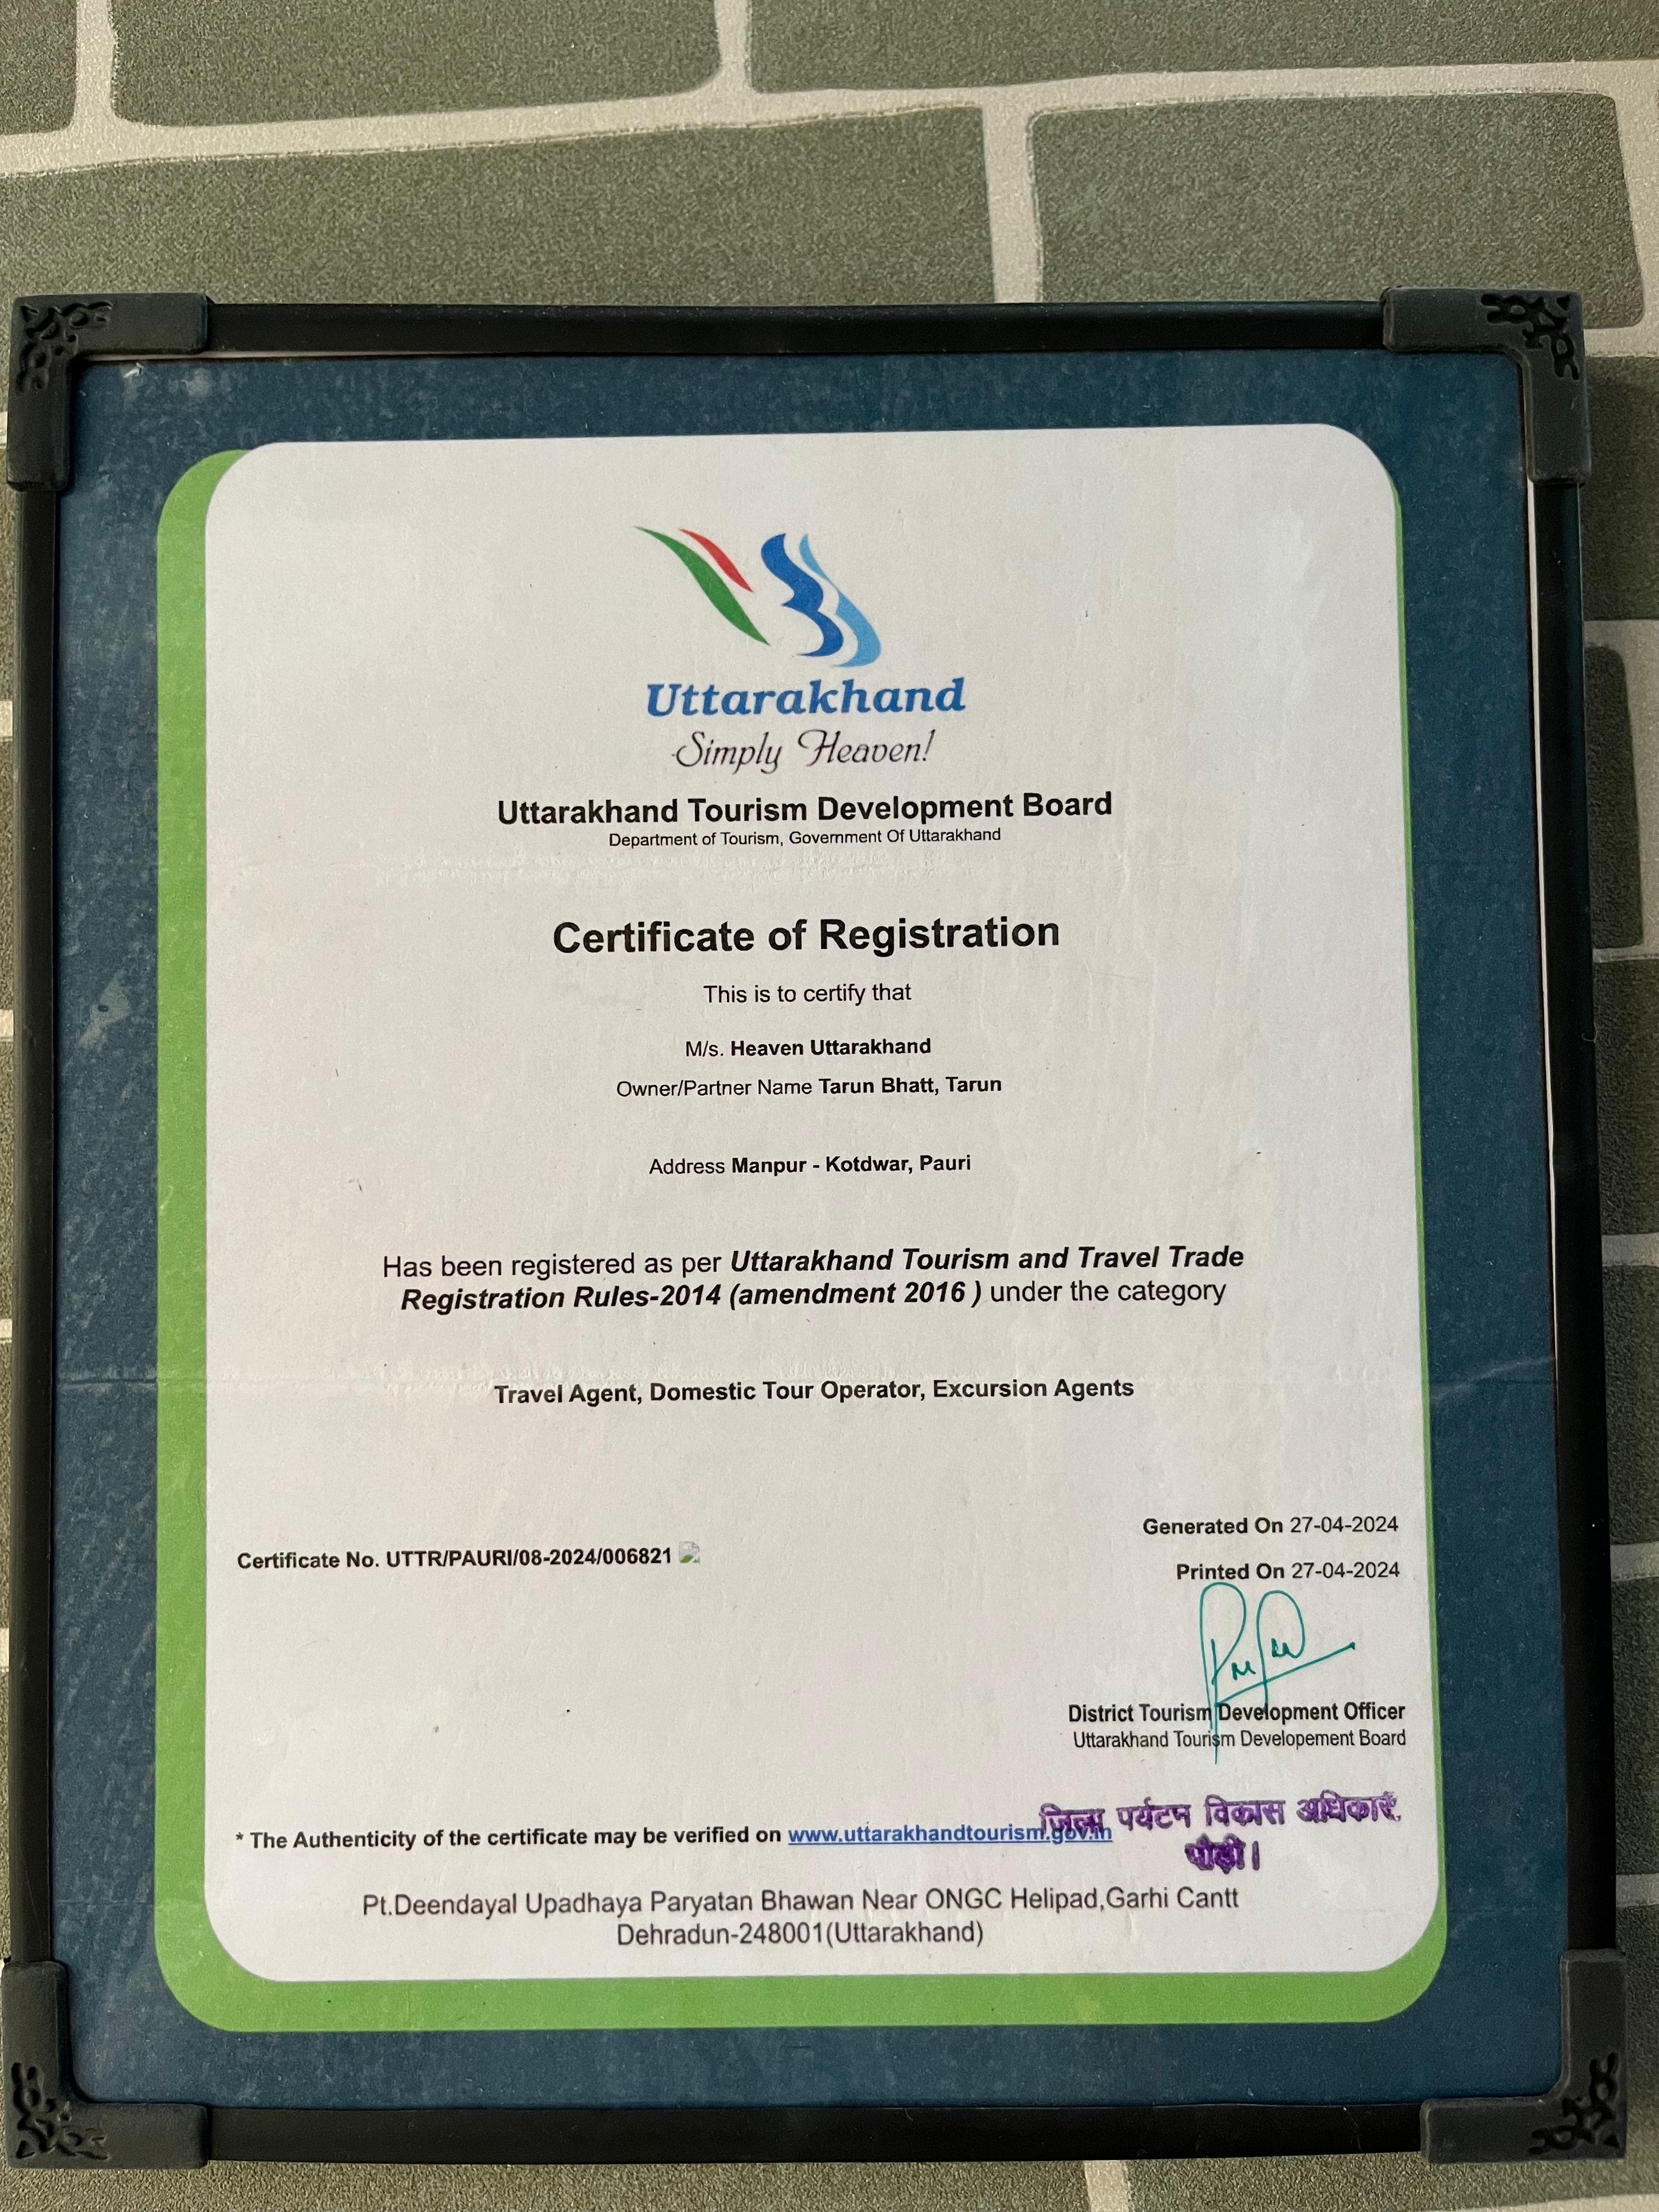 Uttarakhand
Simply Heaven!
Uttarakhand Tourism Development Board
Department of Tourism, Government Of Uttarakhand
Certificate of Registration
This is to certify that
M/s. Heaven Uttarakhand
Owner/Partner Name Tarun Bhatt, Tarun
Address Manpur - Kotdwar, Pauri
Has been registered as per Uttarakhand Tourism and Travel Trade
Registration Rules-2014 (amendment 2016 ) under the category
Travel Agent, Domestic Tour Operator, Excursion Agents
Generated On 27-04-2024
Certificate No. UTTR/PAURI/08-2024/006821
Printed On 27-04-2024
District Tourism Development Officer
Uttarakhand Tourism Developement Board
जिला पर्यटन विकास अधिकारी
पौड़ी।
* The Authenticity of the certificate may be verified on www.uttarakhandtourism.gov.in
Pt.Deendayal Upadhaya Paryatan Bhawan Near ONGC Helipad,Garhi Cantt
Dehradun-248001(Uttarakhand)